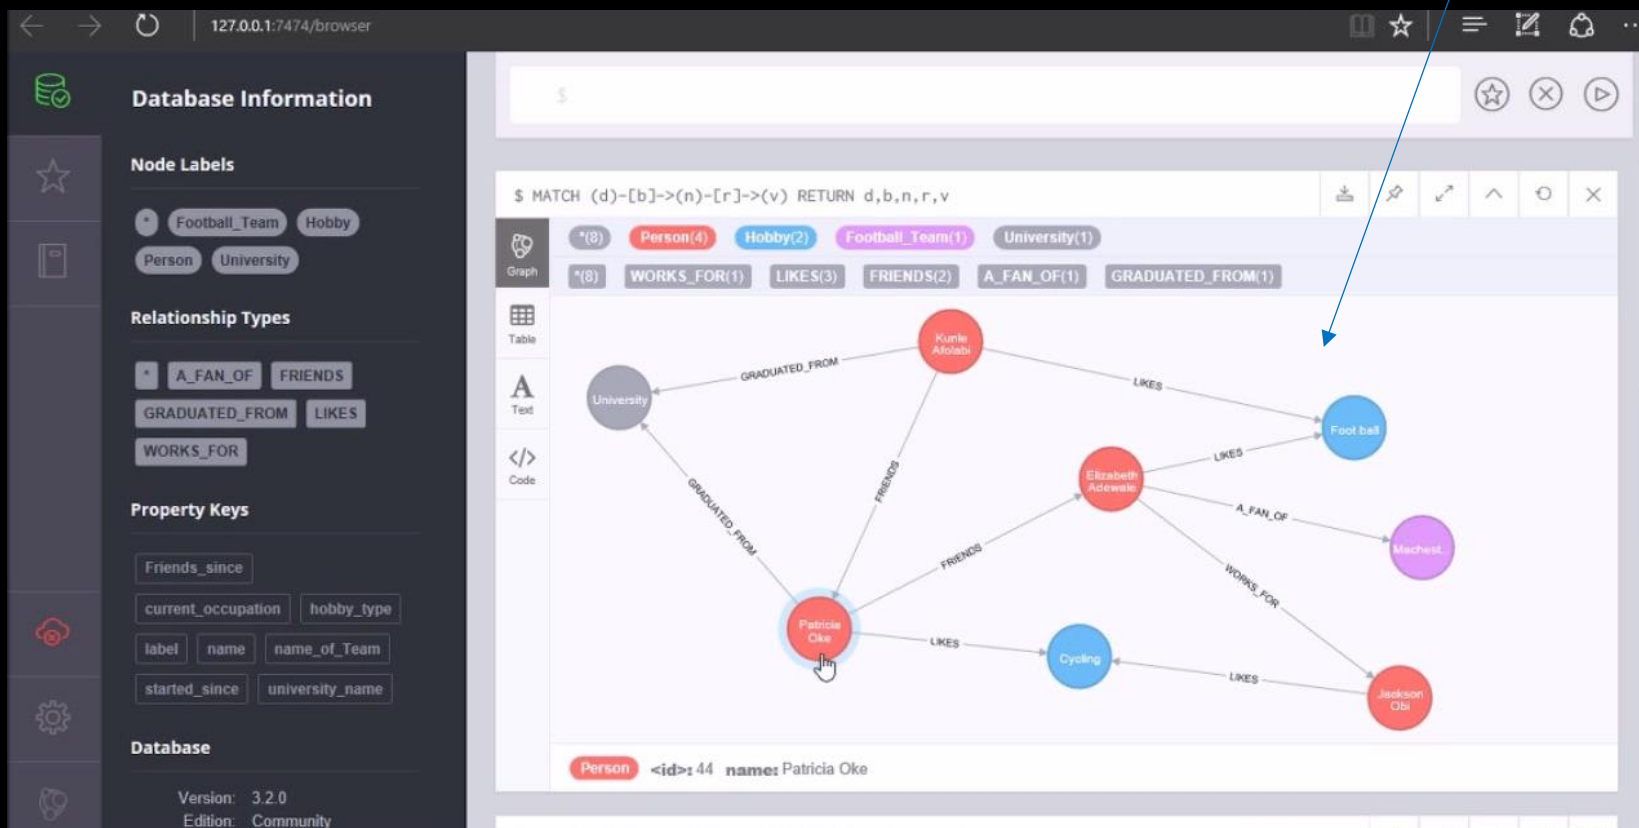 127.0.0.1:7474/browser
Database Information
Node Labels
* Football_Team Hobby
Person University
Relationship Types
* A_FAN_OF FRIENDS
GRADUATED_FROM LIKES
WORKS_FOR
Property Keys
Friends_since
current_occupation hobby_type
label name name_of_Team
started_since university_name
Database
Version: 3.2.0
Edition: Community
$
$ MATCH (d)-[b]->(n)-[r]->(v) RETURN d,b,n,r,v
Graph
Table
A
Text
</>
Code
*(8) Person(4) Hobby(2) Football_Team(1) University(1)
*(8) WORKS_FOR(1) LIKES(3) FRIENDS(2) A_FAN_OF(1) GRADUATED_FROM(1)
Kunle
Afolabi
GRADUATED_FROM
LIKES
University
Foot ball
LIKES
FRIENDS
Elizabeth
Adewale
GRADUATED_FROM
A_FAN_OF
Machest...
FRIENDS
WORKS_FOR
Patricia
Oke
LIKES
Cycling
LIKES
Obi
Person <id>: 44 name: Patricia Oke